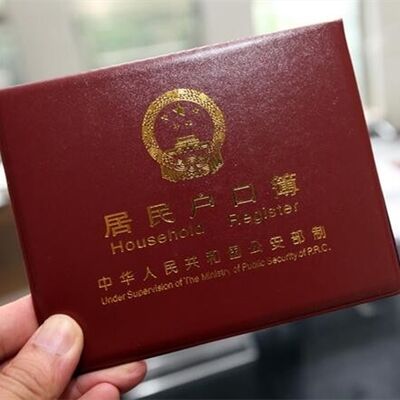 居民户口簿
Household Register
中华人民共和国公安部制
Under Supervision of The Ministry of Public Security of P.R.C.